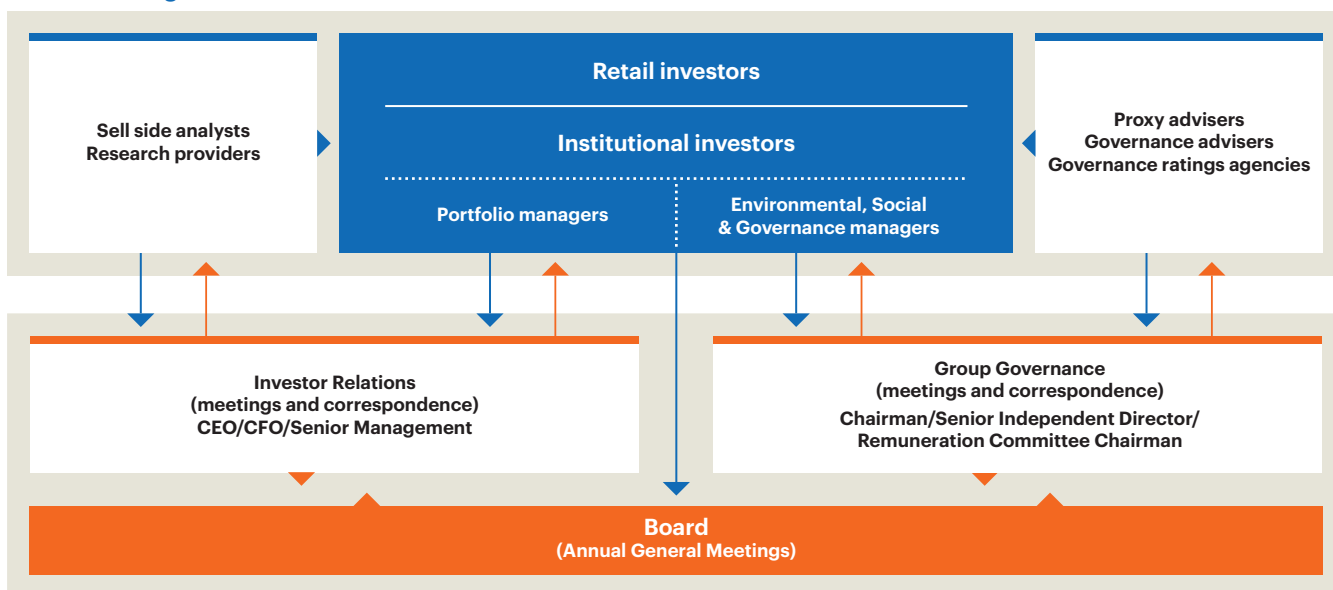 Sell side analysts
Research providers
Retail investors
Institutional investors
Portfolio managers
Environmental, Social
& Governance managers
Proxy advisers
Governance advisers
Governance ratings agencies
Investor Relations
(meetings and correspondence)
CEO/CFO/Senior Management
Group Governance
(meetings and correspondence)
Chairman/Senior Independent Director/
Remuneration Committee Chairman
Board
(Annual General Meetings)